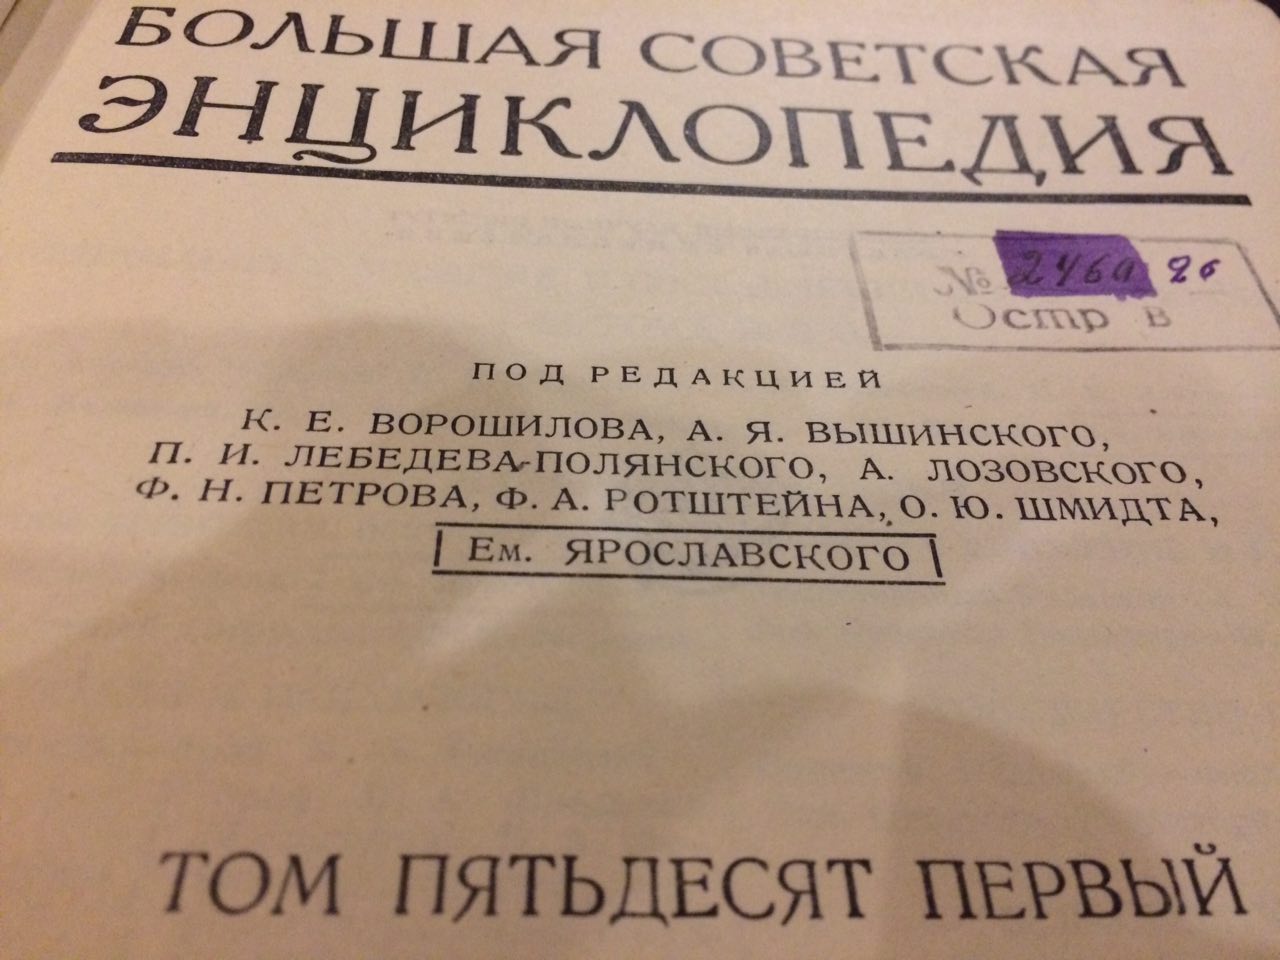 БОЛЬШАЯ СОВЕТСКАЯ
ЭНЦИКЛОПЕДИЯ
№ 2469 26
Остр в
ПОД РЕДАКЦИЕЙ
К. Е. ВОРОШИЛОВА, А. Я. ВЫШИНСКОГО,
П. И. ЛЕБЕДЕВА-ПОЛЯНСКОГО, А. ЛОЗОВСКОГО,
Ф. Н. ПЕТРОВА, Ф. А. РОТШТЕЙНА, О. Ю. ШМИДТА,
Ем. ЯРОСЛАВСКОГО
ТОМ ПЯТЬДЕСЯТ ПЕРВЫЙ